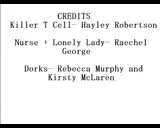 CREDITS
Killer T Cell- Hayley Robertson
Nurse + Lonely Lady- Raechel
George
Dorks- Rebecca Murphy and
Kirsty McLaren